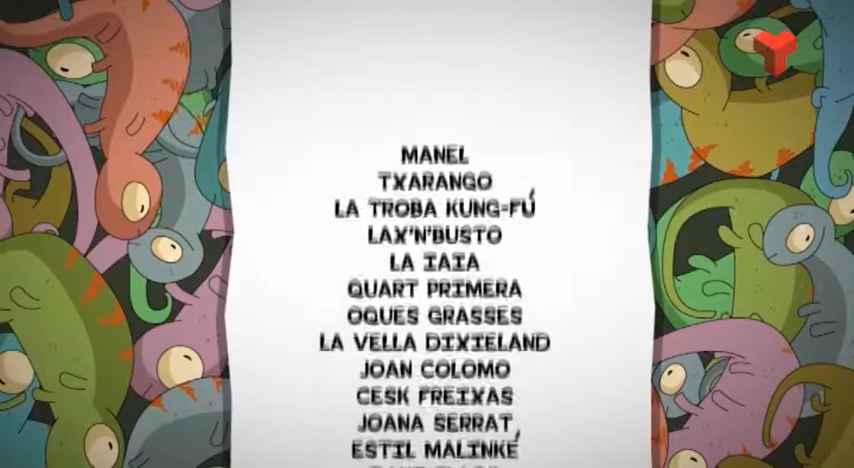 MANEL
TXARANGO
LA TROBA KUNG-FÚ
LAX'N'BUSTO
LA IAIA
QUART PRIMERA
OQUES GRASSES
LA VELLA DIXIELAND
JOAN COLOMO
CESK FREIXAS
JOANA SERRAT
ESTIL MALINKÉ